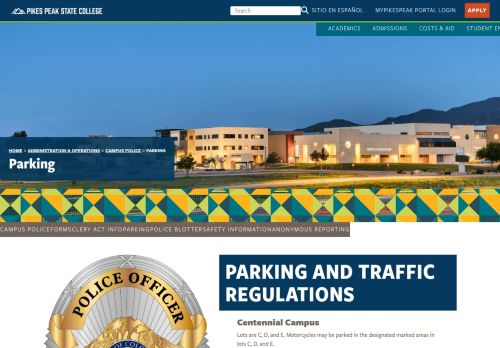 PIKES PEAK STATE COLLEGE
Search
SITIO EN ESPAÑOL
MYPIKESPEAK PORTAL LOGIN
APPLY
ACADEMICS
ADMISSIONS
COSTS & AID
STUDENT EN
HOME > ADMINISTRATION & OPERATIONS > CAMPUS POLICE > PARKING
Parking
CAMPUS POLICEFORMSCLERY ACT INFOPARKINGPOLICE BLOTTERSAFETY INFORMATIONANONYMOUS REPORTING
POLICE OFFICER
OF COL
PARKING AND TRAFFIC
REGULATIONS
Centennial Campus
Lots are C, D, and E. Motorcycles may be parked in the designated marked areas in
lots C, D, and E.